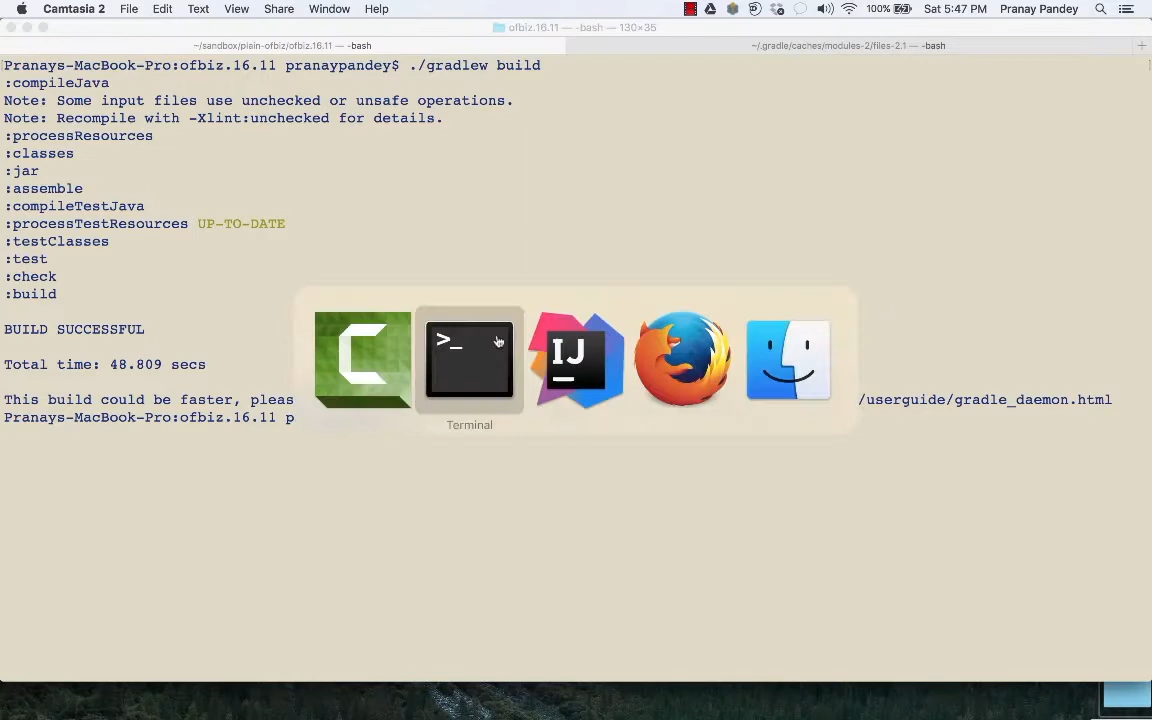 Camtasia 2 File Edit Text View Share Window Help 100% Sat 5:47 PM Pranay Pandey
ofbiz.16.11 — -bash — 130×35
~/sandbox/plain-ofbiz/ofbiz.16.11 — -bash ~/.gradle/caches/modules-2/files-2.1 — -bash +
Pranays-MacBook-Pro:ofbiz.16.11 pranaypandey$ ./gradlew build
:compileJava
Note: Some input files use unchecked or unsafe operations.
Note: Recompile with -Xlint:unchecked for details.
:processResources
:classes
:jar
:assemble
:compileTestJava
:processTestResources UP-TO-DATE
:testClasses
:test
:check
:build
BUILD SUCCESSFUL
Total time: 48.809 secs
This build could be faster, pleas /userguide/gradle_daemon.html
Pranays-MacBook-Pro:ofbiz.16.11 p
>_
IJ
Terminal